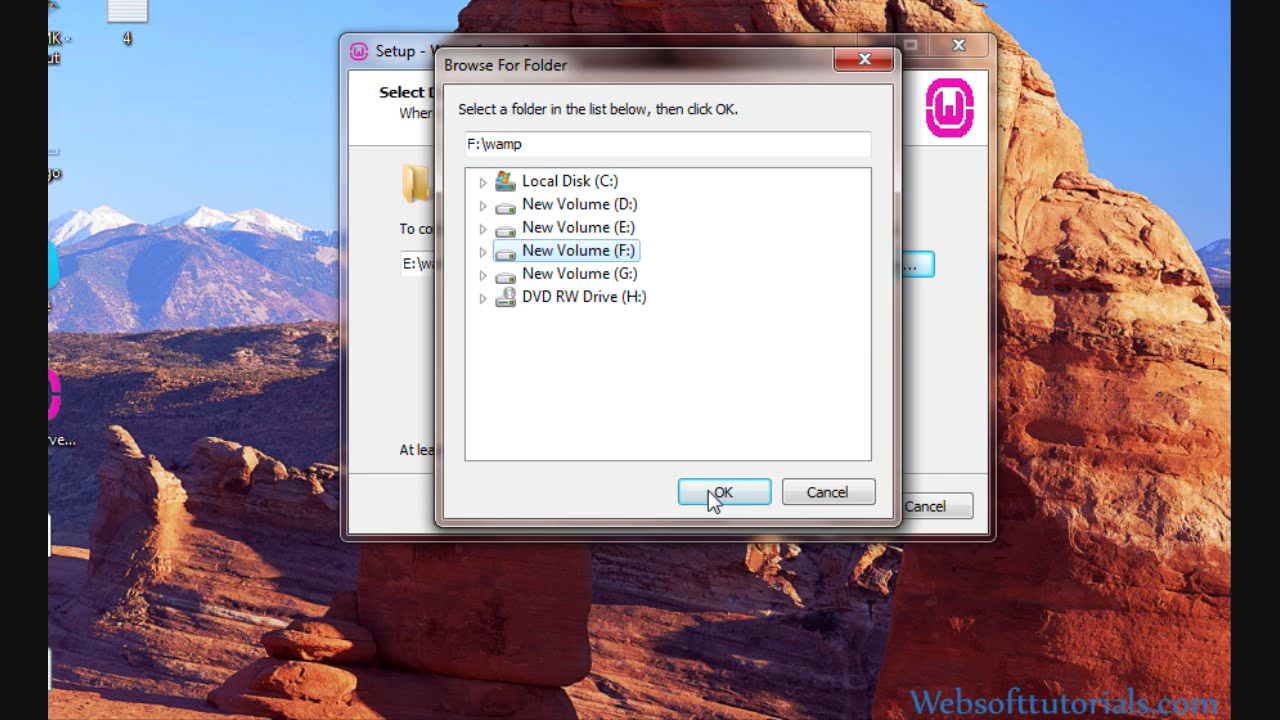 4
Setup - W
Browse For Folder
Select D
Wher
Select a folder in the list below, then click OK.
F:\wamp
Local Disk (C:)
New Volume (D:)
New Volume (E:)
New Volume (F:)
New Volume (G:)
DVD RW Drive (H:)
To co
E:\wa
...
At lea
OK
Cancel
Cancel
ve...
Websofttutorials.com